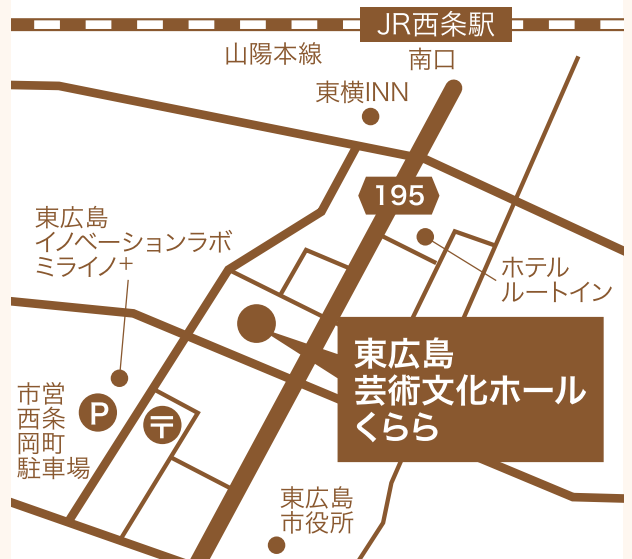 JR西条駅
山陽本線
南口
東横INN
195
東広島
イノベーションラボ
ミライノ+
ホテル
ルートイン
東広島
芸術文化ホール
くらら
市営
西条
岡町
駐車場
P
〒
東広島
市役所